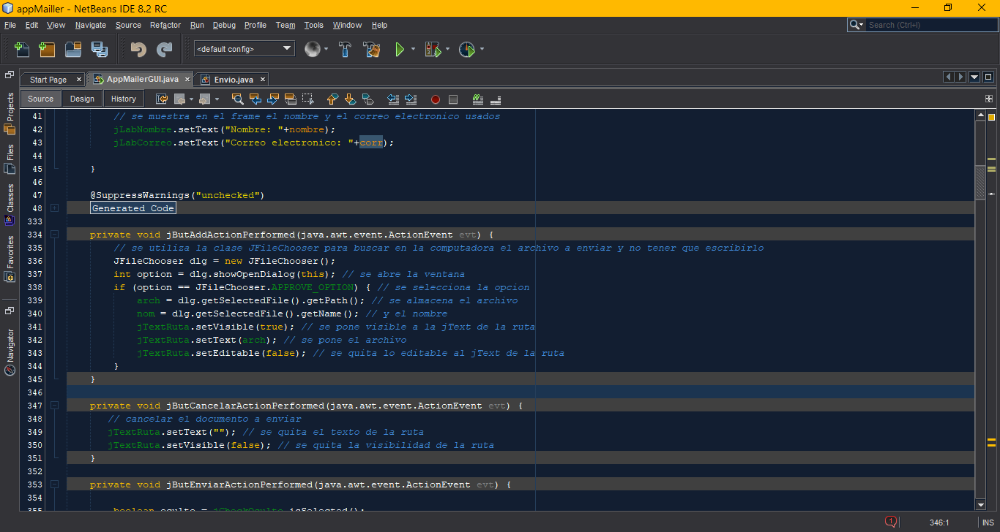 appMailler - NetBeans IDE 8.2 RC
File Edit View Navigate Source Refactor Run Debug Profile Team Tools Window Help
Search (Ctrl+I)
<default config>
Start Page
AppMailerGUI.java
Envio.java
Source Design History
Projects
Files
Classes
Favorites
Navigator
41 // se muestra en el frame el nombre y el correo electronico usados
42 jLabNombre.setText("Nombre: "+nombre);
43 jLabCorreo.setText("Correo electronico: "+corr);
44
45 }
46
47 @SuppressWarnings("unchecked")
48 Generated Code
333
334 private void jButAddActionPerformed(java.awt.event.ActionEvent evt) {
335 // se utiliza la clase JFileChooser para buscar en la computadora el archivo a enviar y no tener que escribirlo
336 JFileChooser dlg = new JFileChooser();
337 int option = dlg.showOpenDialog(this); // se abre la ventana
338 if (option == JFileChooser.APPROVE_OPTION) { // se selecciona la opcion
339 arch = dlg.getSelectedFile().getPath(); // se almacena el archivo
340 nom = dlg.getSelectedFile().getName(); // y el nombre
341 jTextRuta.setVisible(true); // se pone visible a la jText de la ruta
342 jTextRuta.setText(arch); // se pone el archivo
343 jTextRuta.setEditable(false); // se quita lo editable al jText de la ruta
344 }
345 }
346
347 private void jButCancelarActionPerformed(java.awt.event.ActionEvent evt) {
348 // cancelar el documento a enviar
349 jTextRuta.setText(""); // se quita el texto de la ruta
350 jTextRuta.setVisible(false); // se quita la visibilidad de la ruta
351 }
352
353 private void jButEnviarActionPerformed(java.awt.event.ActionEvent evt) {
354
355 boolean oculto = jCheckOculto.isSelected();
1
346:1
INS